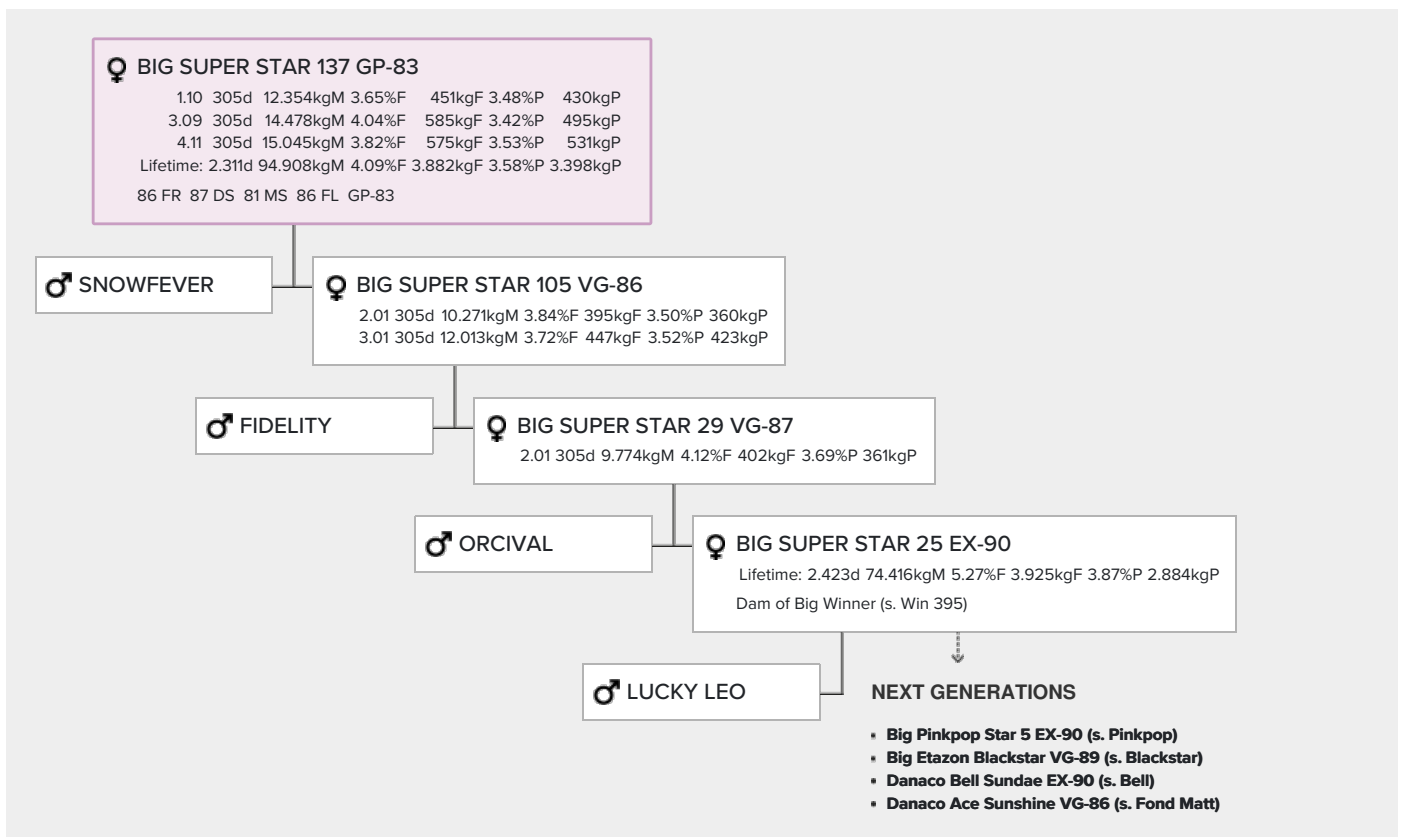 BIG SUPER STAR 137 GP-83
1.10 305d 12.354kgM 3.65%F 451kgF 3.48%P 430kgP
3.09 305d 14.478kgM 4.04%F 585kgF 3.42%P 495kgP
4.11 305d 15.045kgM 3.82%F 575kgF 3.53%P 531kgP
Lifetime: 2.311d 94.908kgM 4.09%F 3.882kgF 3.58%P 3.398kgP
86 FR 87 DS 81 MS 86 FL GP-83
SNOWFEVER
BIG SUPER STAR 105 VG-86
2.01 305d 10.271kgM 3.84%F 395kgF 3.50%P 360kgP
3.01 305d 12.013kgM 3.72%F 447kgF 3.52%P 423kgP
FIDELITY
BIG SUPER STAR 29 VG-87
2.01 305d 9.774kgM 4.12%F 402kgF 3.69%P 361kgP
ORCIVAL
BIG SUPER STAR 25 EX-90
Lifetime: 2.423d 74.416kgM 5.27%F 3.925kgF 3.87%P 2.884kgP
Dam of Big Winner (s. Win 395)
LUCKY LEO
NEXT GENERATIONS
• Big Pinkpop Star 5 EX-90 (s. Pinkpop)
• Big Etazon Blackstar VG-89 (s. Blackstar)
• Danaco Bell Sundae EX-90 (s. Bell)
• Danaco Ace Sunshine VG-86 (s. Fond Matt)